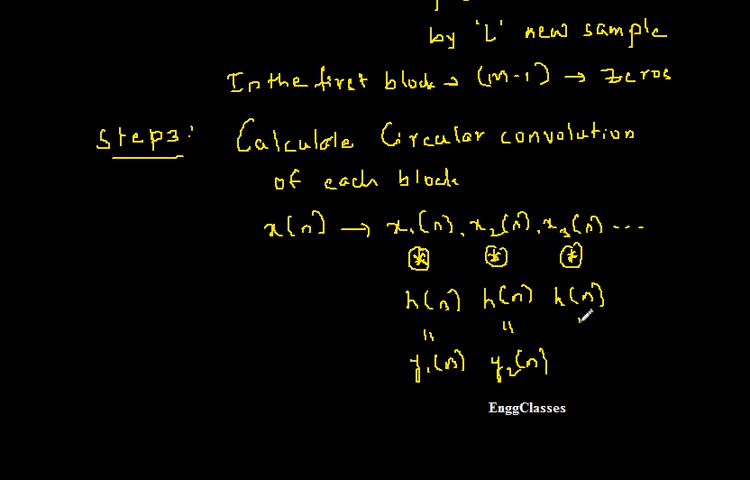 by 'L' new sample
In the first block → (M-1) → zeros
Step3: Calculate Circular convolution
of each block
x(n) → x₁(n), x₂(n), x₃(n) ...
⊛ ⊛ ⊛
h(n) h(n) h(n)
= =
y₁(n) y₂(n)
EnggClasses